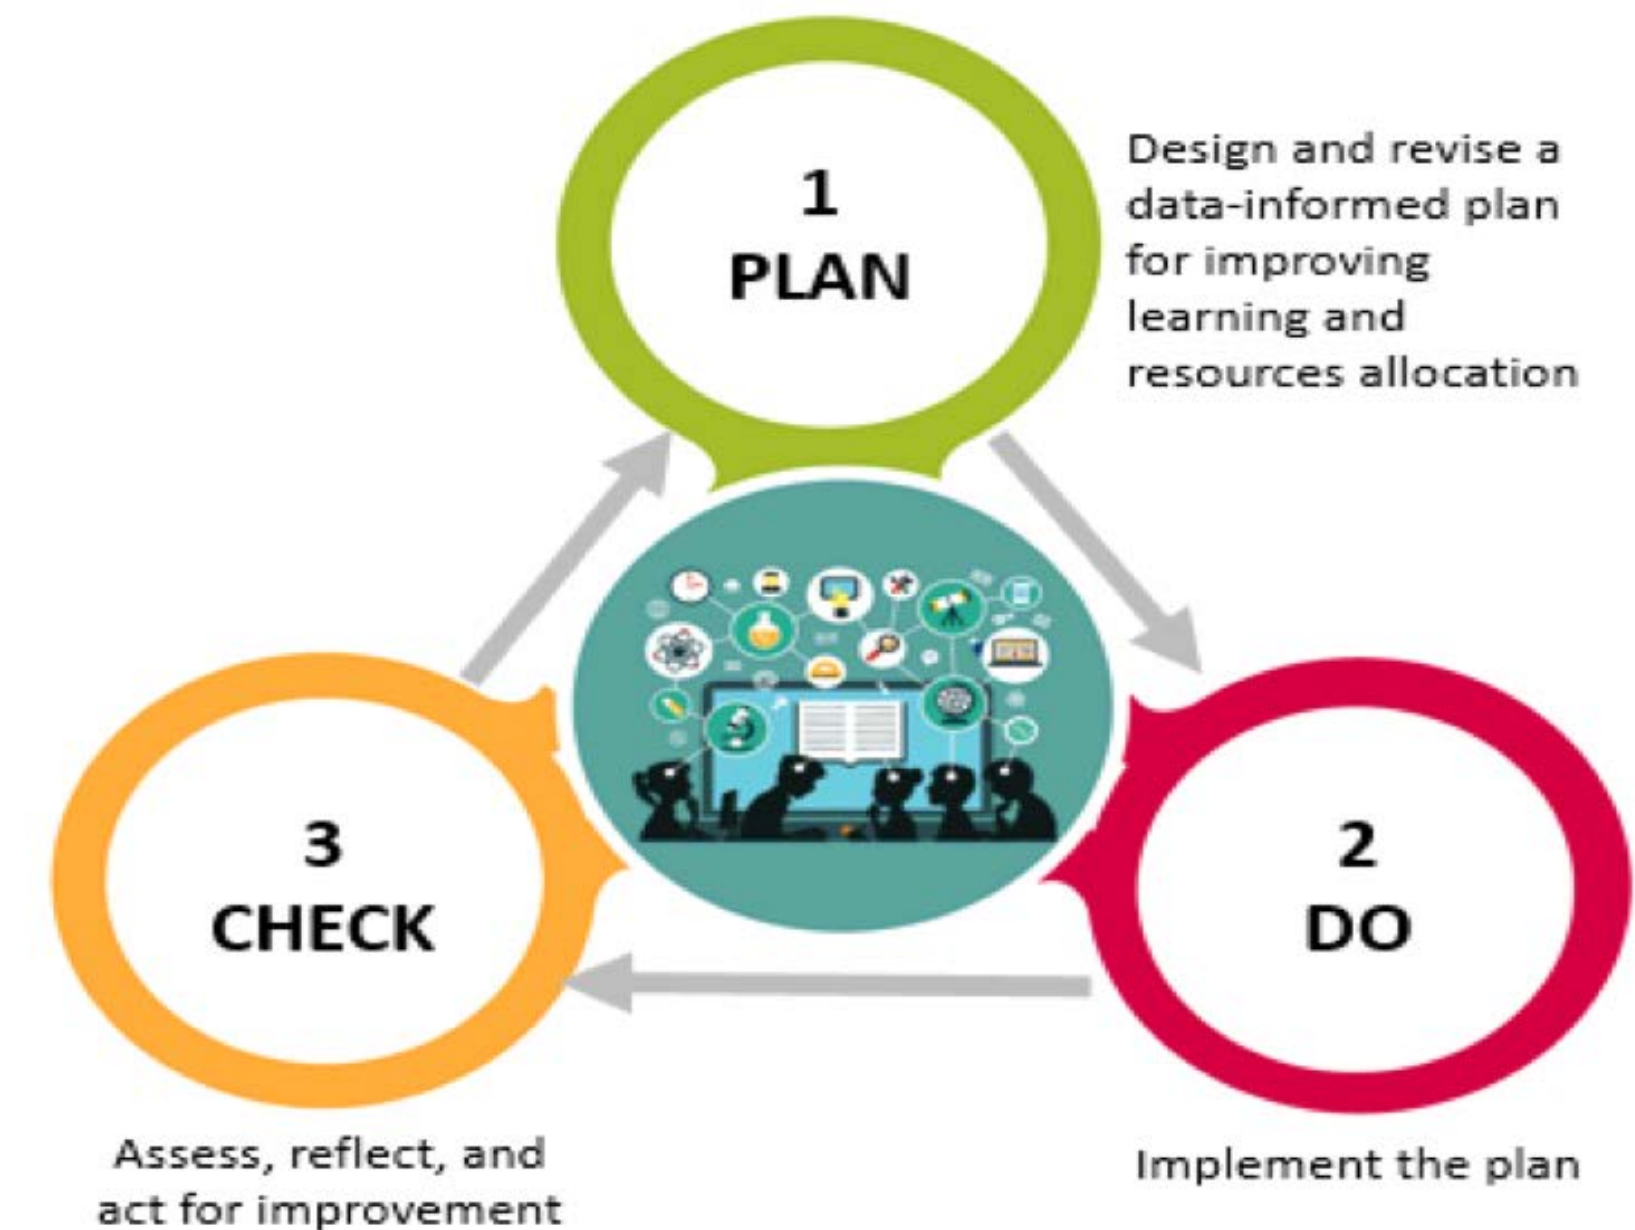 1
PLAN
Design and revise a
data-informed plan
for improving
learning and
resources allocation
2
DO
Implement the plan
3
CHECK
Assess, reflect, and
act for improvement